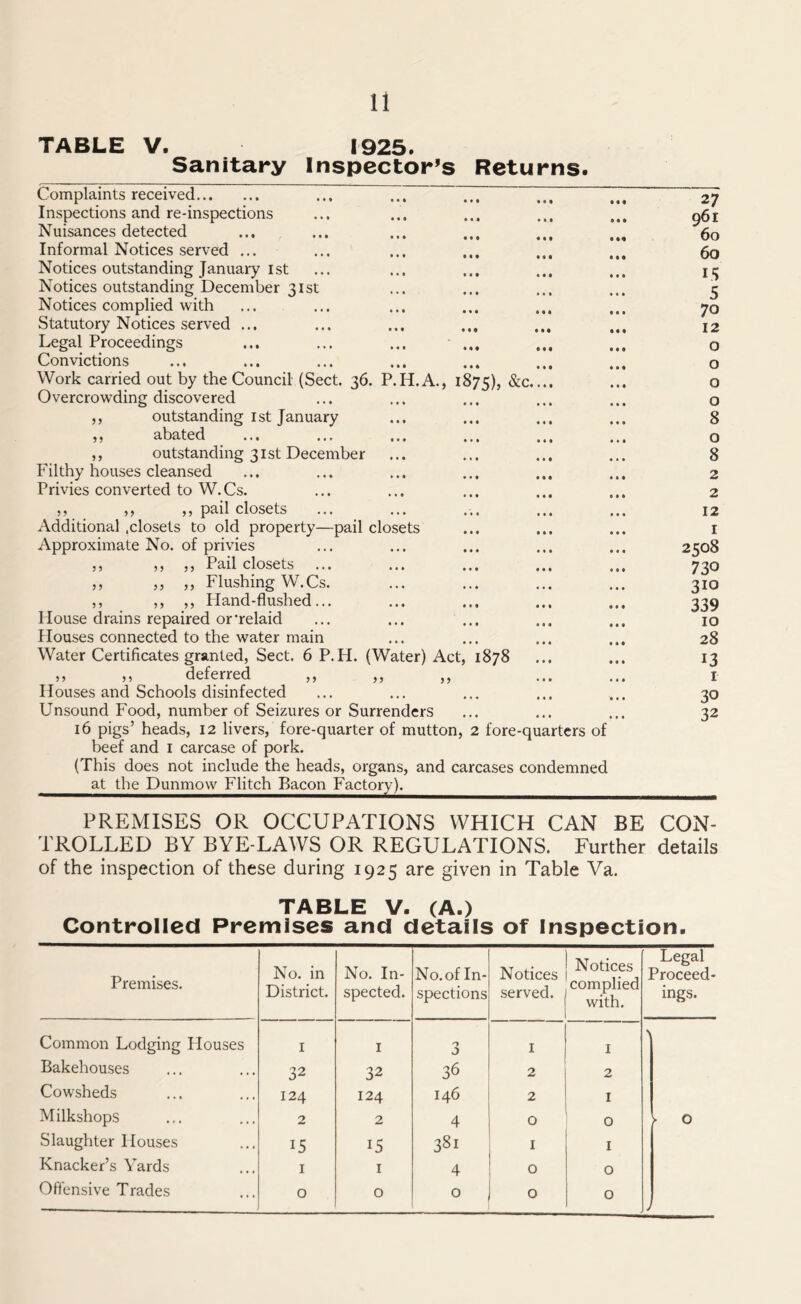 11
TABLE V. 1925.
Sanitary Inspector's Returns.
Complaints received... ... ... ... ... ... ... 27
Inspections and re-inspections ... ... ... ... ... 961
Nuisances detected ... ... ... ... ... ... 60
Informal Notices served ... ... ... ... ... ... 60
Notices outstanding January 1st ... ... ... ... ... 15
Notices outstanding December 31st ... ... ... ... 5
Notices complied with ... ... ... ... ... ... 70
Statutory Notices served ... ... ... ... ... ... 12
Legal Proceedings ... ... ... ... ... ... 0
Convictions ... ... ... ... ... ... ... 0
Work carried out by the Council (Sect. 36. P.H.A., 1875), &c.... ... 0
Overcrowding discovered ... ... ... ... ... 0
,, outstanding 1st January ... ... ... ... 8
,, abated ... ... ... ... ... ... 0
,, outstanding 31st December ... ... ... ... 8
Filthy houses cleansed ... ... ... ... ... ... 2
Privies converted to W.Cs. ... ... ... ... ... 2
,, ,, ,, pail closets ... ... ... ... ... 12
Additional ,closets to old property—pail closets ... ... ... 1
Approximate No. of privies ... ... ... ... ... 2508
,, ,, ,, Pail closets ... ... ... ... ... 730
,, ,, ,, Flushing W.Cs. ... ... ... ... 310
,, ,, ,, Hand-flushed... ... ... ... ... 339
House drains repaired or relaid ... ... ... ... ... 10
Houses connected to the water main ... ... ... ... 28
Water Certificates granted, Sect. 6 P.H. (Water) Act, 1878 ... ... 13
,, ,, deferred ,, ,, ,, ... ... 1
Houses and Schools disinfected ... ... ... ... ... 30
Unsound Food, number of Seizures or Surrenders ... ... ... 32
16 pigs' heads, 12 livers, fore-quarter of mutton, 2 fore-quarters of
beef and 1 carcase of pork.
(This does not include the heads, organs, and carcases condemned
at the Dunmow Flitch Bacon Factory).
PREMISES OR OCCUPATIONS WHICH CAN BE CON-
TROLLED BY BYE-LAWS OR REGULATIONS. Further details
of the inspection of these during 1925 are given in Table Va.
TABLE V. (A.)
Controlled Premises and details of Inspection.
Premises. No. in District. No. In-spected. No. of In-spections Notices served. Notices complied with. Legal Proceed-ings.
Common Lodging Houses 1 1 3 1 1
Bakehouses ... ... 32 32 36 2 2
Cowsheds ... ... 124 124 146 2 1
Milkshops ... ... 2 2 4 0 0 0
Slaughter Houses ... 15 15 381 1 1
Knacker's Yards ... 1 1 4 0 0
Offensive Trades ... 0 0 0 0 0